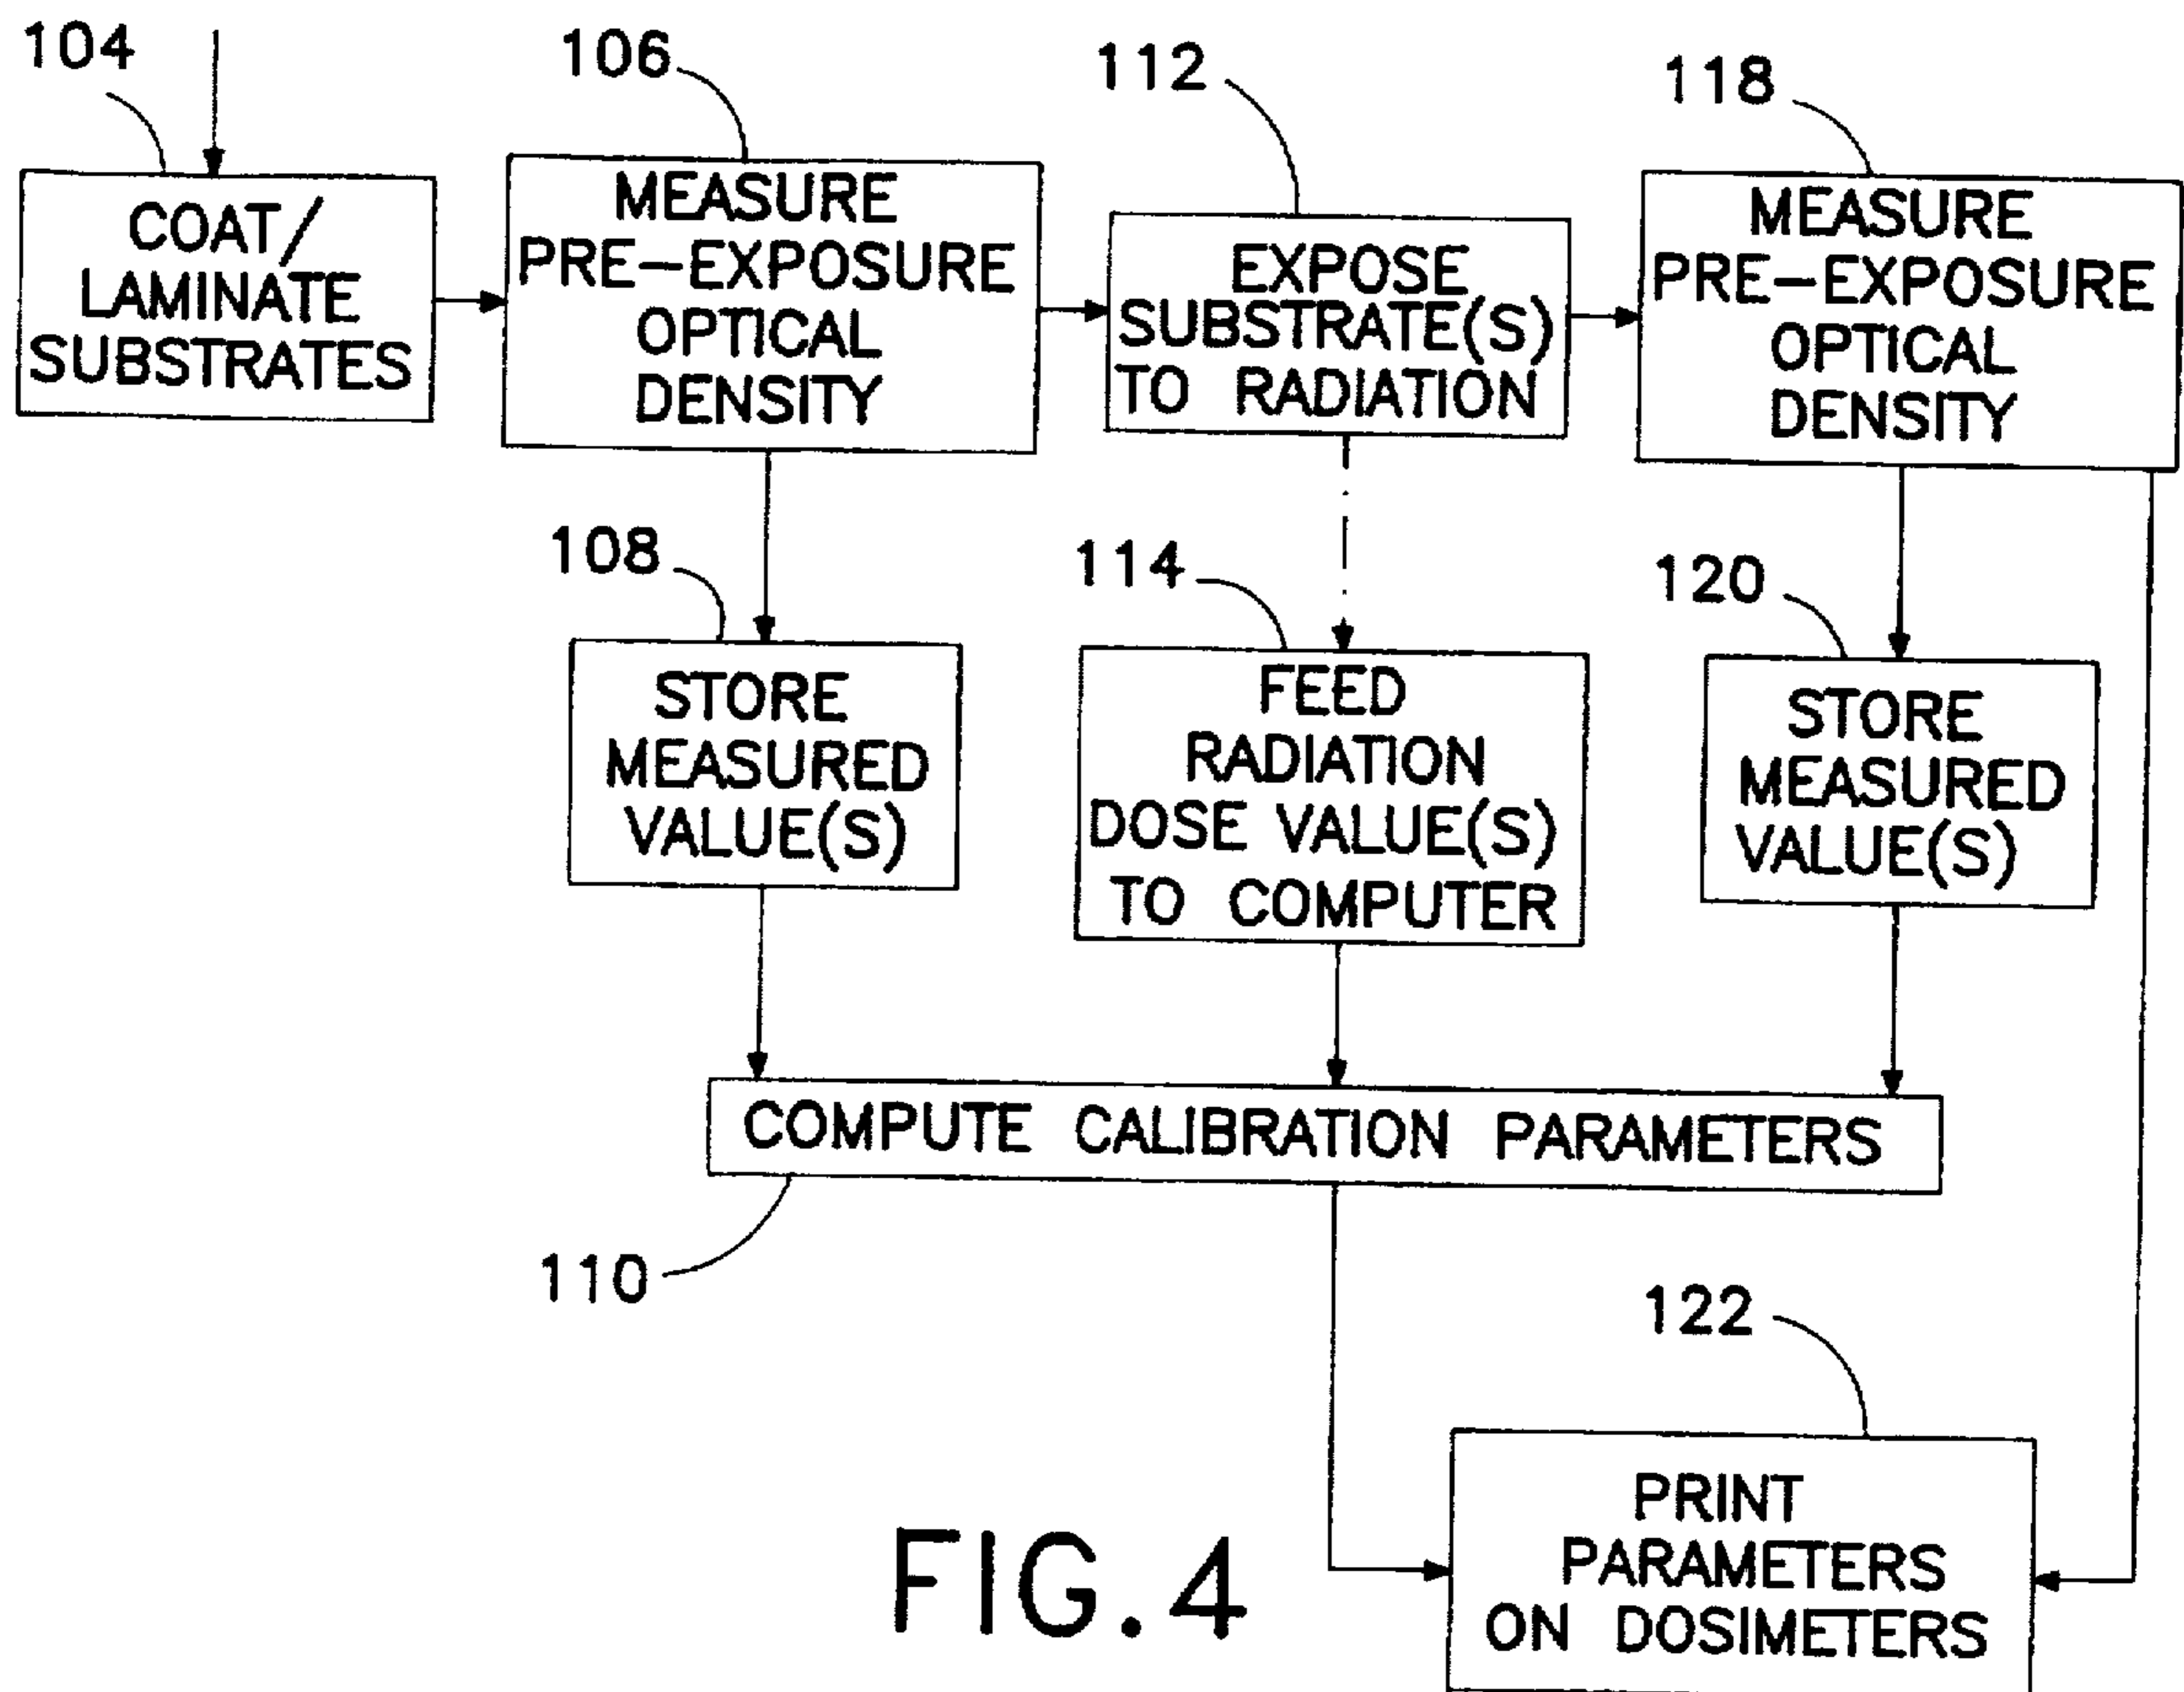 104
106
112
118
COAT/
LAMINATE
SUBSTRATES
MEASURE
PRE-EXPOSURE
OPTICAL
DENSITY
EXPOSE
SUBSTRATE(S)
TO RADIATION
MEASURE
PRE-EXPOSURE
OPTICAL
DENSITY
108
114
120
STORE
MEASURED
VALUE(S)
FEED
RADIATION
DOSE VALUE(S)
TO COMPUTER
STORE
MEASURED
VALUE(S)
COMPUTE CALIBRATION PARAMETERS
110
122
PRINT
PARAMETERS
ON DOSIMETERS
FIG.4